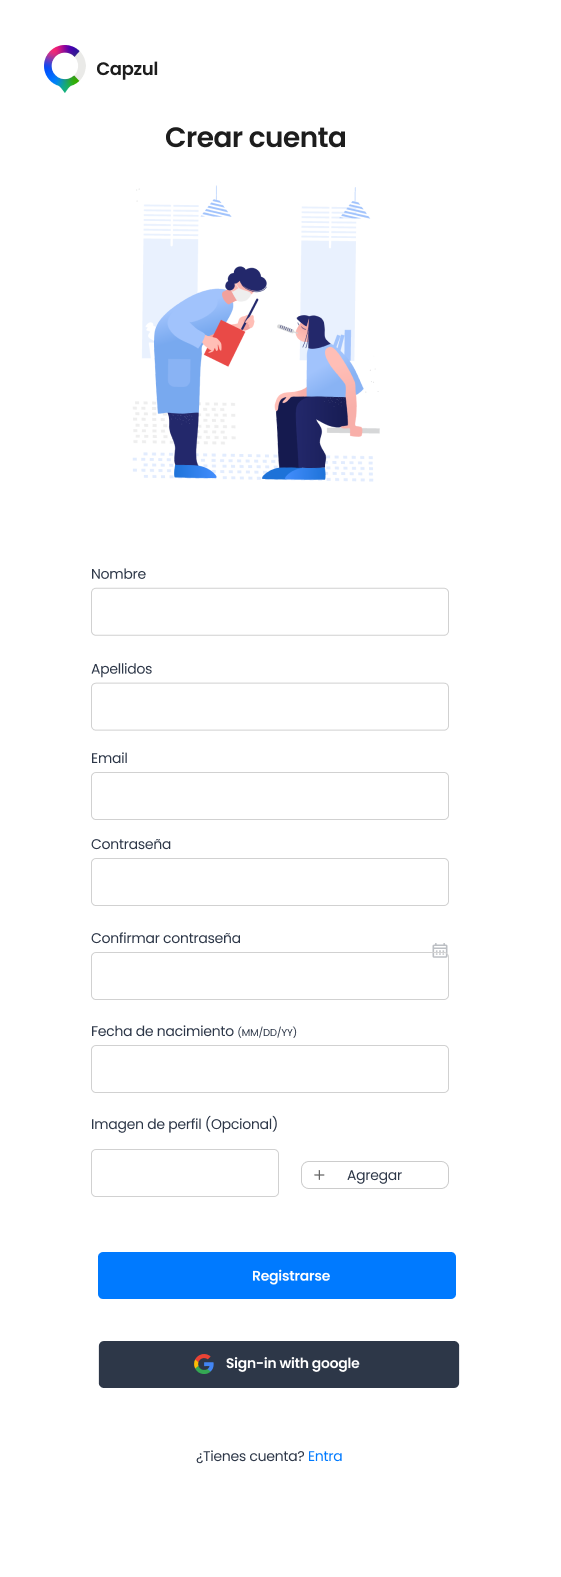 Capzul
Crear cuenta
Nombre
Apellidos
Email
Contraseña
Confirmar contraseña
Fecha de nacimiento (MM/DD/YY)
Imagen de perfil (Opcional)
+ Agregar
Registrarse
Sign-in with google
¿Tienes cuenta? Entra